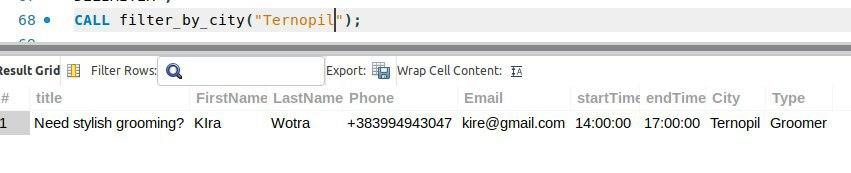 68 CALL filter_by_city("Ternopil");
Result Grid Filter Rows: Export: Wrap Cell Content: IA
# title FirstName LastName Phone Email startTime endTime City Type
1 Need stylish grooming? KIra Wotra +383994943047 kire@gmail.com 14:00:00 17:00:00 Ternopil Groomer